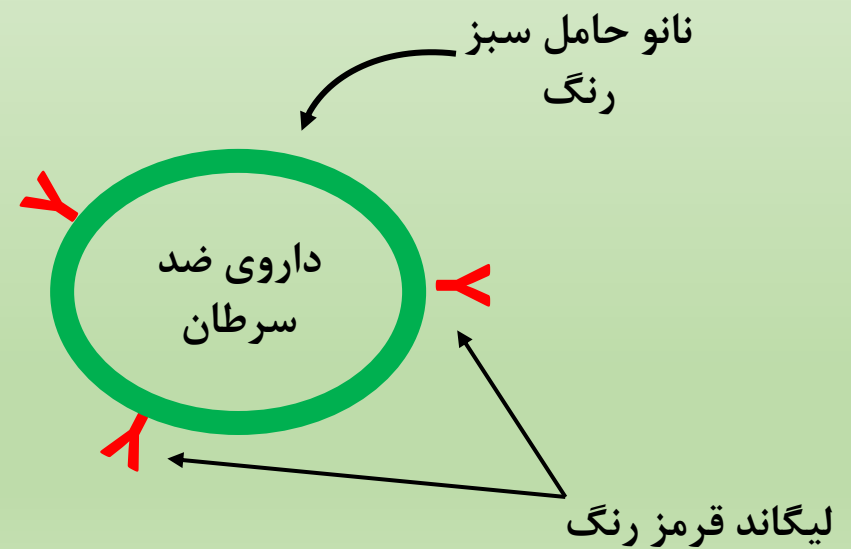 نانو حامل سبز
رنگ
داروی ضد
سرطان
لیگاند قرمز رنگ